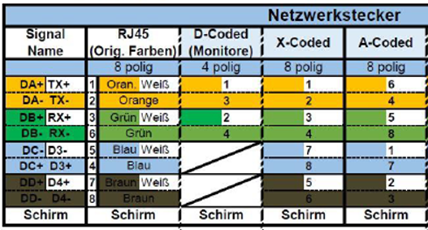 Netzwerkstecker
Signal Name RJ45 (Orig. Farben) D-Coded (Monitore) X-Coded A-Coded
8 polig 4 polig 8 polig 8 polig
DA+ TX+ 1 Oran. Weiß 1 1 6
DA- TX- 2 Orange 3 2 4
DB+ RX+ 3 Grün Weiß 2 3 5
DB- RX- 6 Grün 4 4 8
DC- D3- 5 Blau Weiß 7 1
DC+ D3+ 4 Blau 8 7
DD+ D4+ 7 Braun Weiß 5 2
DD- D4- 8 Braun 6 3
Schirm Schirm Schirm Schirm Schirm